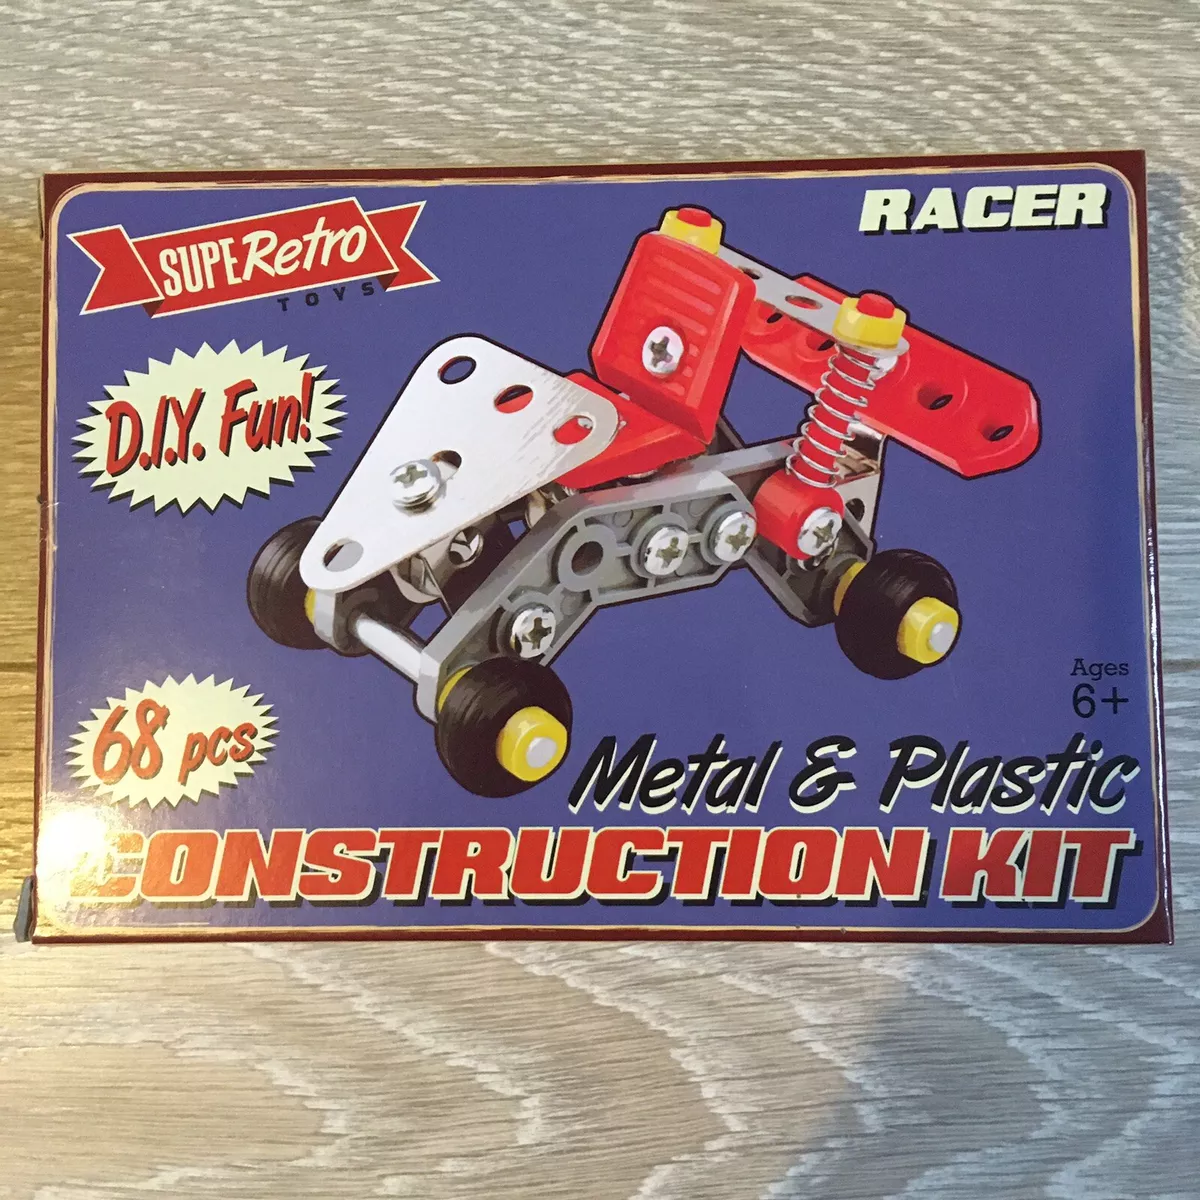 SUPERetro
TOYS
RACER
D.I.Y. Fun!
68 pcs
Ages
6+
Metal & Plastic
CONSTRUCTION KIT